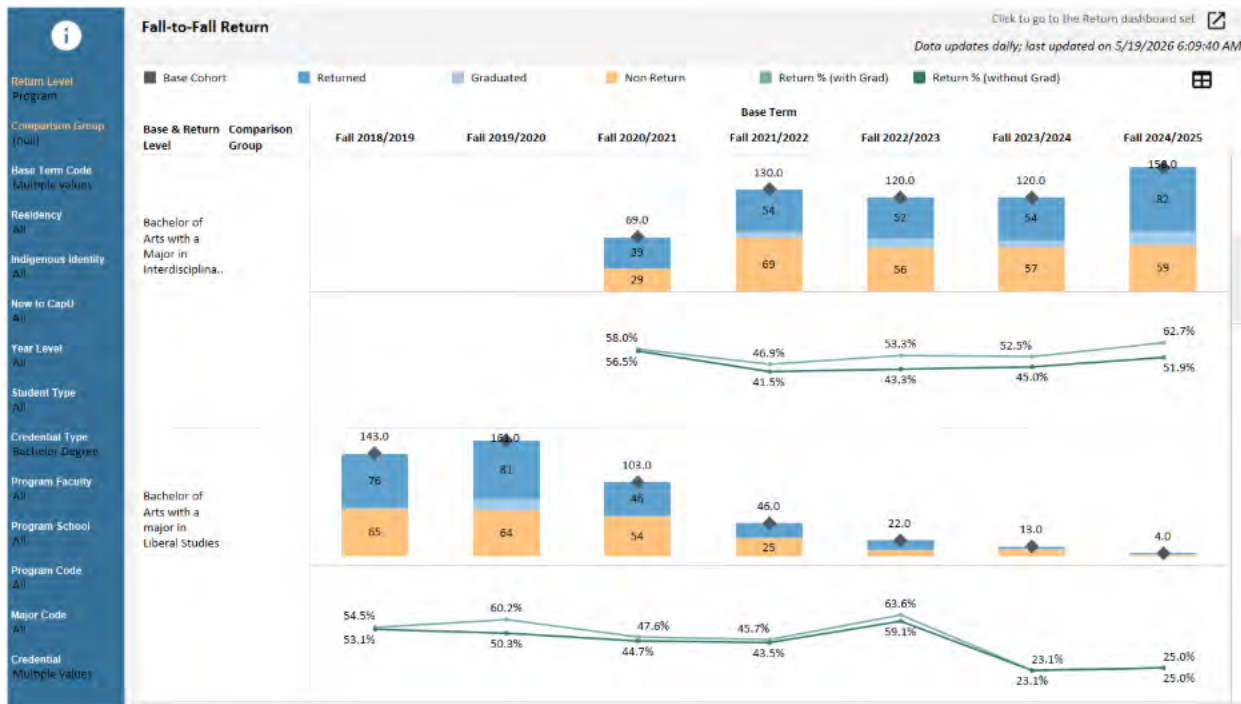 Fall-to-Fall Return
Click to go to the Return dashboard set
Data updates daily; last updated on 5/19/2026 6:09:40 AM
i
Return Level
Program
Comparison Group
(null)
Base Term Code
Multiple values
Residency
All
Indigenous Identity
All
New to CapU
All
Year Level
All
Student Type
All
Credential Type
Bachelor Degree
Program Faculty
All
Program School
All
Program Code
All
Major Code
All
Credential
Multiple values
Base Cohort Returned Graduated Non Return Return % (with Grad) Return % (without Grad)
Base Term
Base & Return Level Comparison Group Fall 2018/2019 Fall 2019/2020 Fall 2020/2021 Fall 2021/2022 Fall 2022/2023 Fall 2023/2024 Fall 2024/2025
Bachelor of
Arts with a
Major in
Interdisciplina..
69.0 130.0 120.0 120.0
39 54 52 54 82
29 69 56 57 59
58.0% 46.9% 53.3% 52.5% 62.7%
56.5% 41.5% 43.3% 45.0% 51.9%
Bachelor of
Arts with a
major in
Liberal Studies
143.0 103.0 46.0 22.0 13.0 4.0
76 81 46
65 64 54 25
54.5% 60.2% 47.6% 45.7% 63.6% 23.1% 25.0%
53.1% 50.3% 44.7% 43.5% 59.1% 23.1% 25.0%